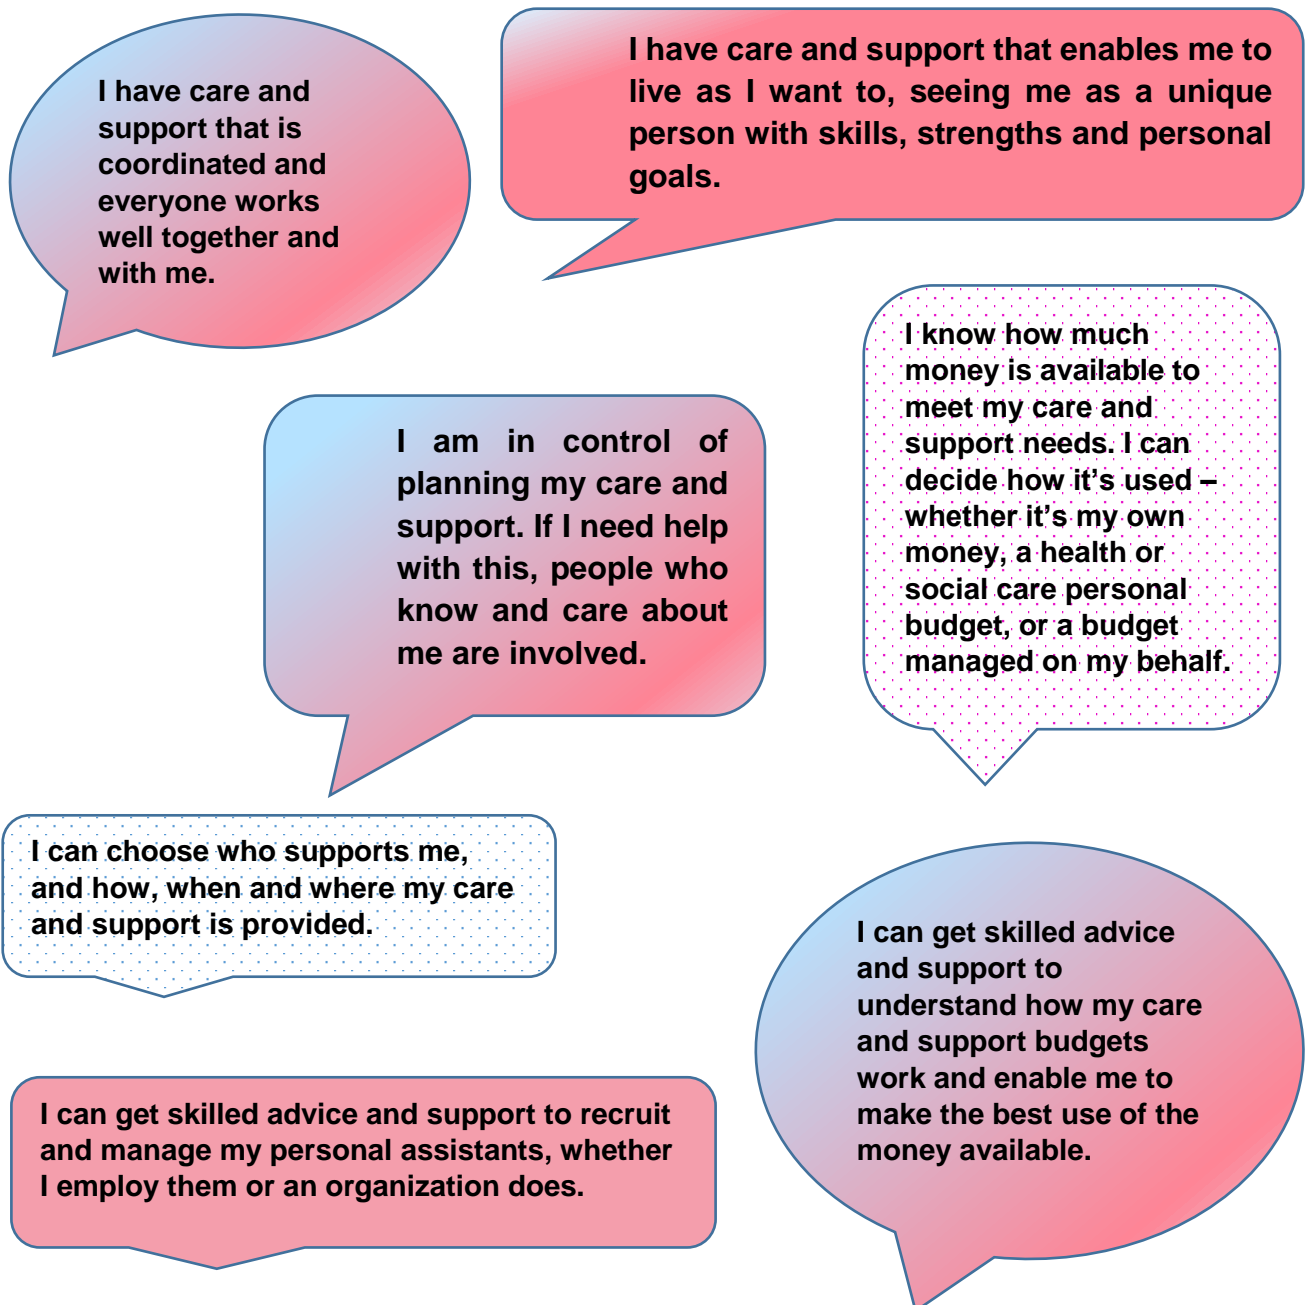 I have care and
support that is
coordinated and
everyone works
well together and
with me.
I have care and support that enables me to
live as I want to, seeing me as a unique
person with skills, strengths and personal
goals.
I know how much
money is available to
meet my care and
support needs. I can
decide how it’s used –
whether it’s my own
money, a health or
social care personal
budget, or a budget
managed on my behalf.
I am in control of
planning my care and
support. If I need help
with this, people who
know and care about
me are involved.
I can choose who supports me,
and how, when and where my care
and support is provided.
I can get skilled advice
and support to
understand how my care
and support budgets
work and enable me to
make the best use of the
money available.
I can get skilled advice and support to recruit
and manage my personal assistants, whether
I employ them or an organization does.